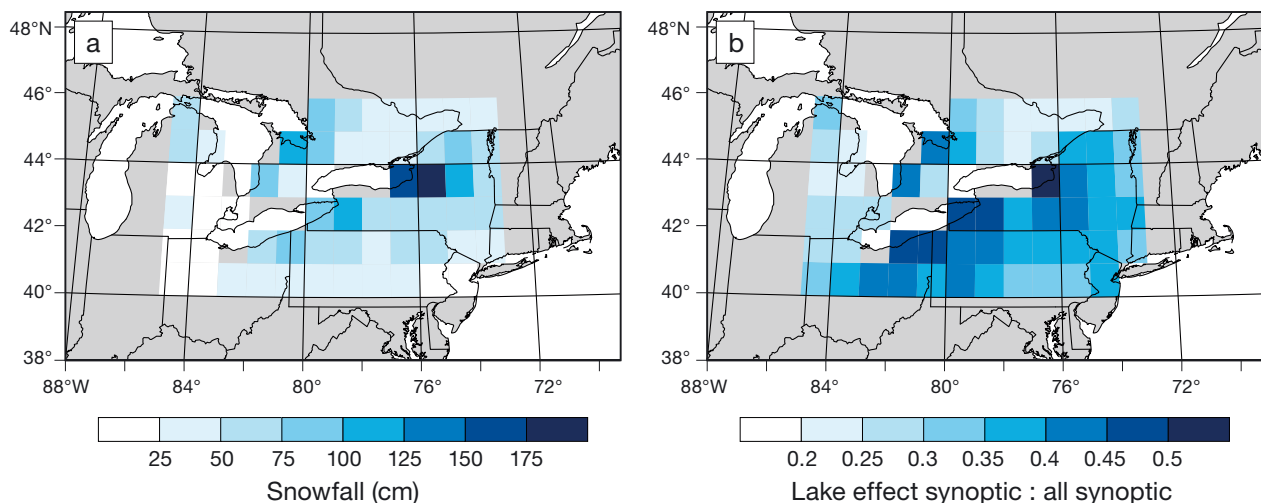 a
48°N
46°
44°
42°
40°
38°
88°W 84° 80° 76° 72°
25 50 75 100 125 150 175
Snowfall (cm)
b
48°N
46°
44°
42°
40°
38°
88°W 84° 80° 76° 72°
0.2 0.25 0.3 0.35 0.4 0.45 0.5
Lake effect synoptic : all synoptic